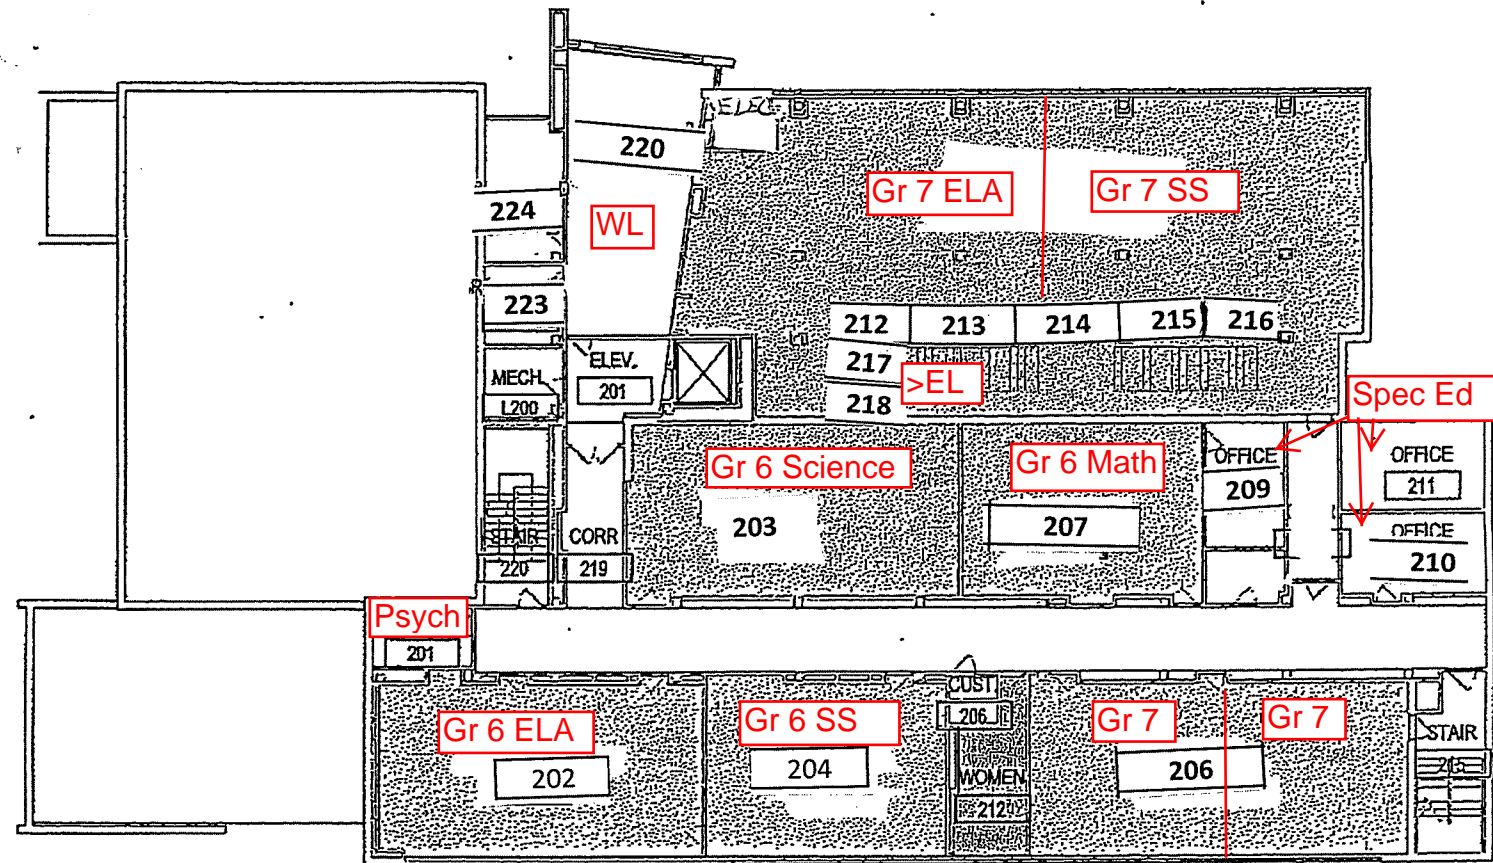 ELEC
220
Gr 7 ELA
Gr 7 SS
224
WL
223
212
213
214
215
216
ELEV.
201
217
>EL
MECH
L200
218
Spec Ed
Gr 6 Science
Gr 6 Math
OFFICE
209
OFFICE
211
203
207
OFFICE
210
STAIR
220
CORR
219
Psych
201
Gr 6 ELA
202
Gr 6 SS
204
CUST
206
WOMEN
212
Gr 7
Gr 7
206
STAIR